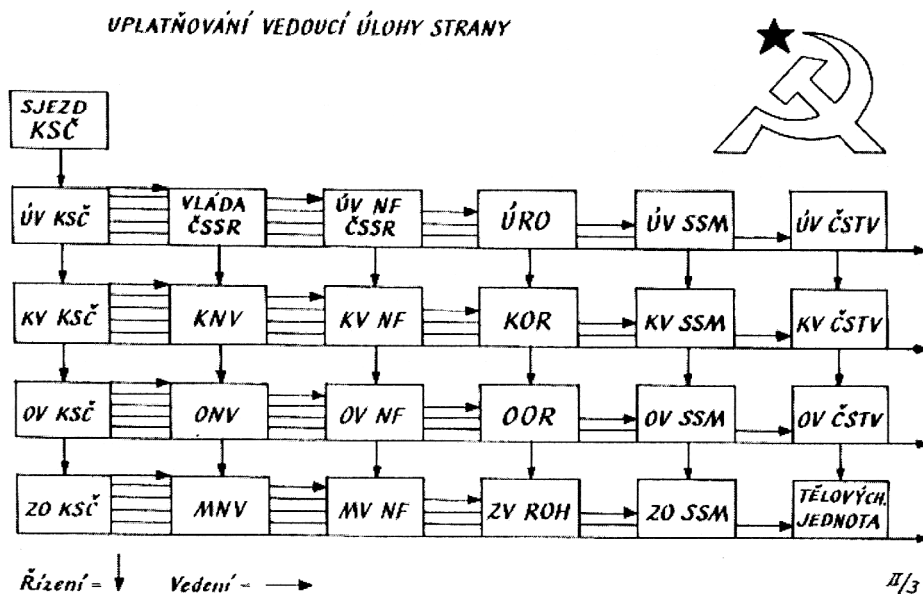 UPLATŇOVÁNÍ VEDOUCÍ ÚLOHY STRANY
SJEZD
KSČ
ÚV KSČ
VLÁDA
ČSSR
ÚV NF
ČSSR
ÚRO
ÚV SSM
ÚV ČSTV
KV KSČ
KNV
KV NF
KOR
KV SSM
KV ČSTV
OV KSČ
ONV
OV NF
OOR
OV SSM
OV ČSTV
ZO KSČ
MNV
MV NF
ZV ROH
ZO SSM
TĚLOVÝCH.
JEDNOTA
Řízení =
Vedení -
II/3